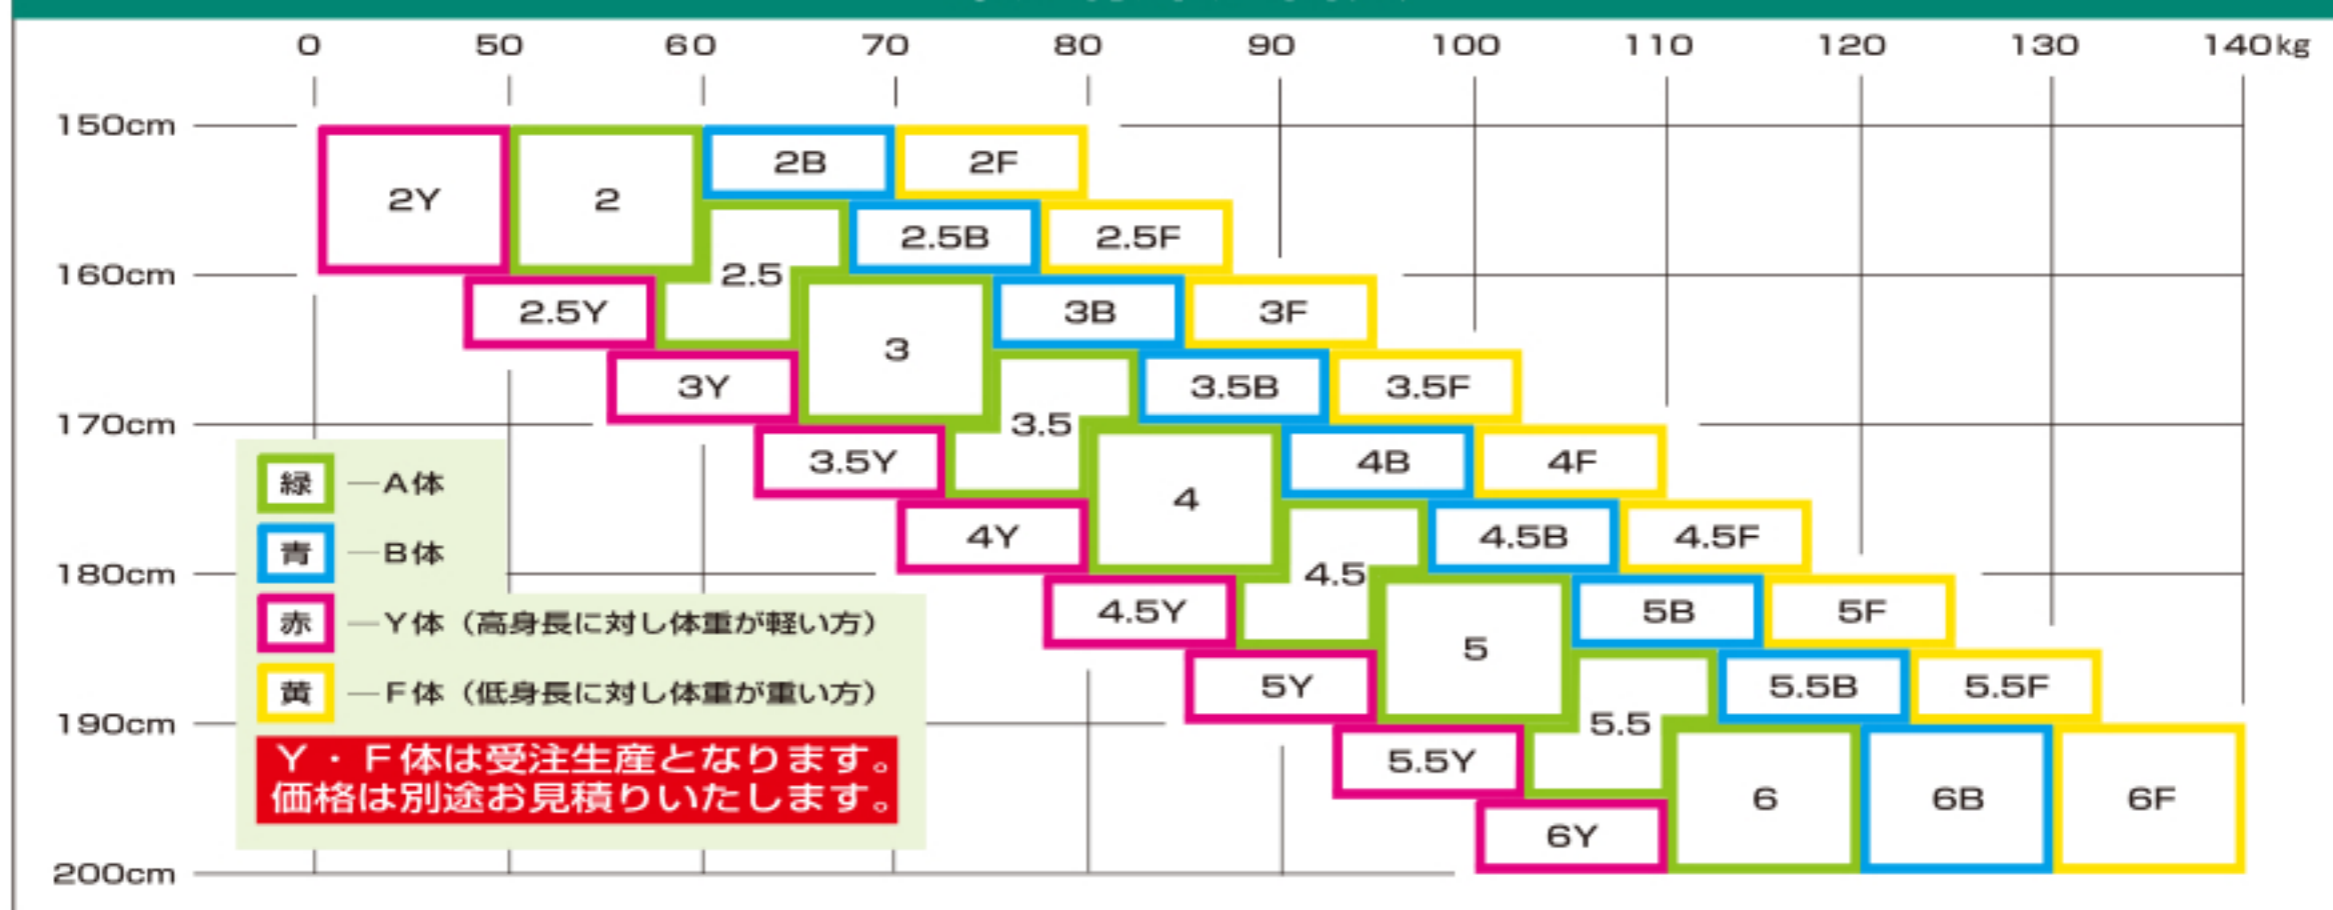 0 50 60 70 80 90 100 110 120 130 140kg
150cm
2Y 2 2B 2F
2.5B 2.5F
160cm
2.5
2.5Y 3B 3F
3
3Y 3.5B 3.5F
170cm
3.5
3.5Y 4B 4F
緑 ―A体
4
4Y 4.5B 4.5F
青 ―B体
180cm
4.5
4.5Y 5B 5F
赤 ―Y体（高身長に対し体重が軽い方）
5
5Y 5.5B 5.5F
黄 ―F体（低身長に対し体重が重い方）
190cm
5.5
5.5Y
Y・F体は受注生産となります。
価格は別途お見積りいたします。
6 6B 6F
6Y
200cm